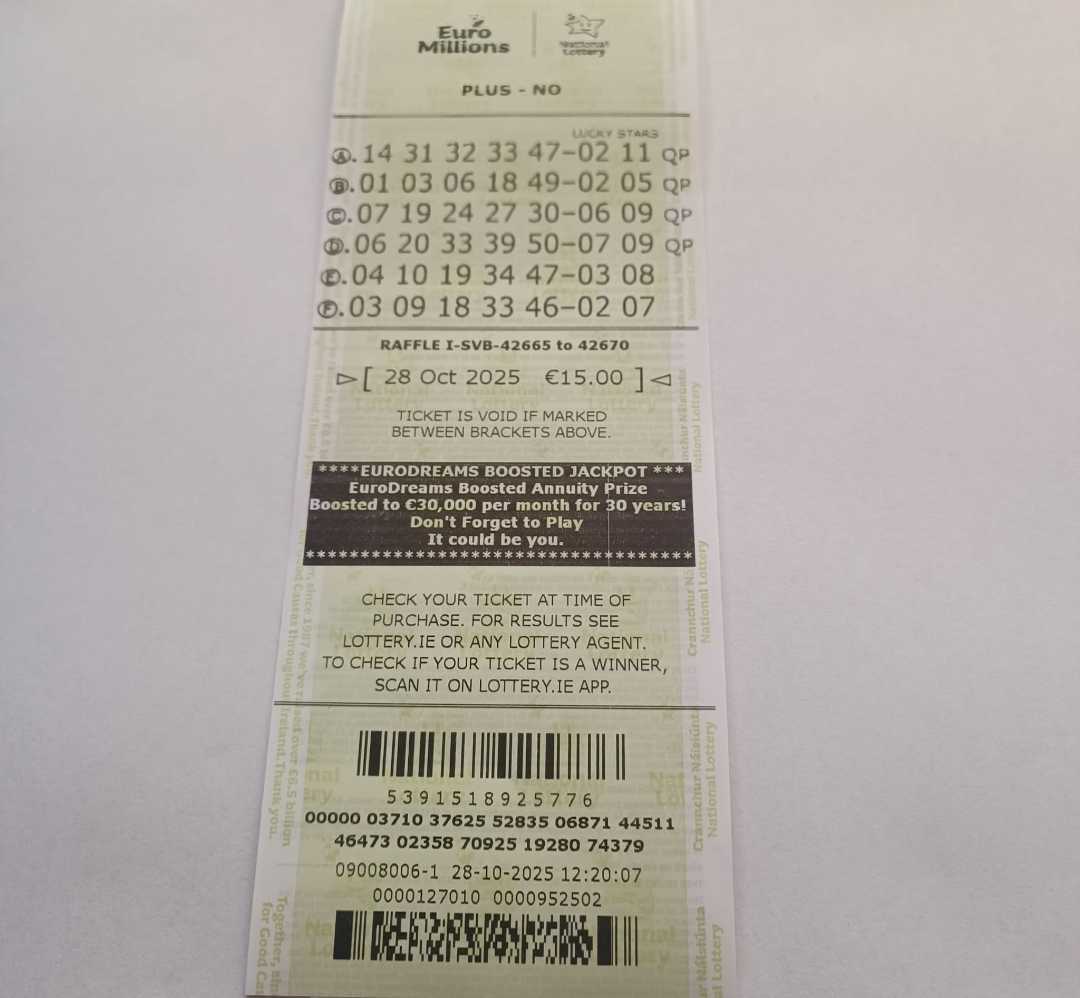 Euro
Millions
National
Lottery
PLUS - NO
LUCKY STARS
A. 14 31 32 33 47-02 11 QP
B. 01 03 06 18 49-02 05 QP
C. 07 19 24 27 30-06 09 QP
D. 06 20 33 39 50-07 09 QP
E. 04 10 19 34 47-03 08
F. 03 09 18 33 46-02 07
RAFFLE I-SVB-42665 to 42670
[ 28 Oct 2025 €15.00 ]
TICKET IS VOID IF MARKED
BETWEEN BRACKETS ABOVE.
****EURODREAMS BOOSTED JACKPOT ***
EuroDreams Boosted Annuity Prize
Boosted to €30,000 per month for 30 years!
Don't Forget to Play
It could be you.
CHECK YOUR TICKET AT TIME OF
PURCHASE. FOR RESULTS SEE
LOTTERY.IE OR ANY LOTTERY AGENT.
TO CHECK IF YOUR TICKET IS A WINNER,
SCAN IT ON LOTTERY.IE APP.
5391518925776
00000 03710 37625 52835 06871 44511
46473 02358 70925 19280 74379
09008006-1 28-10-2025 12:20:07
0000127010 0000952502
Crannchur Náisiúnta
National Lottery